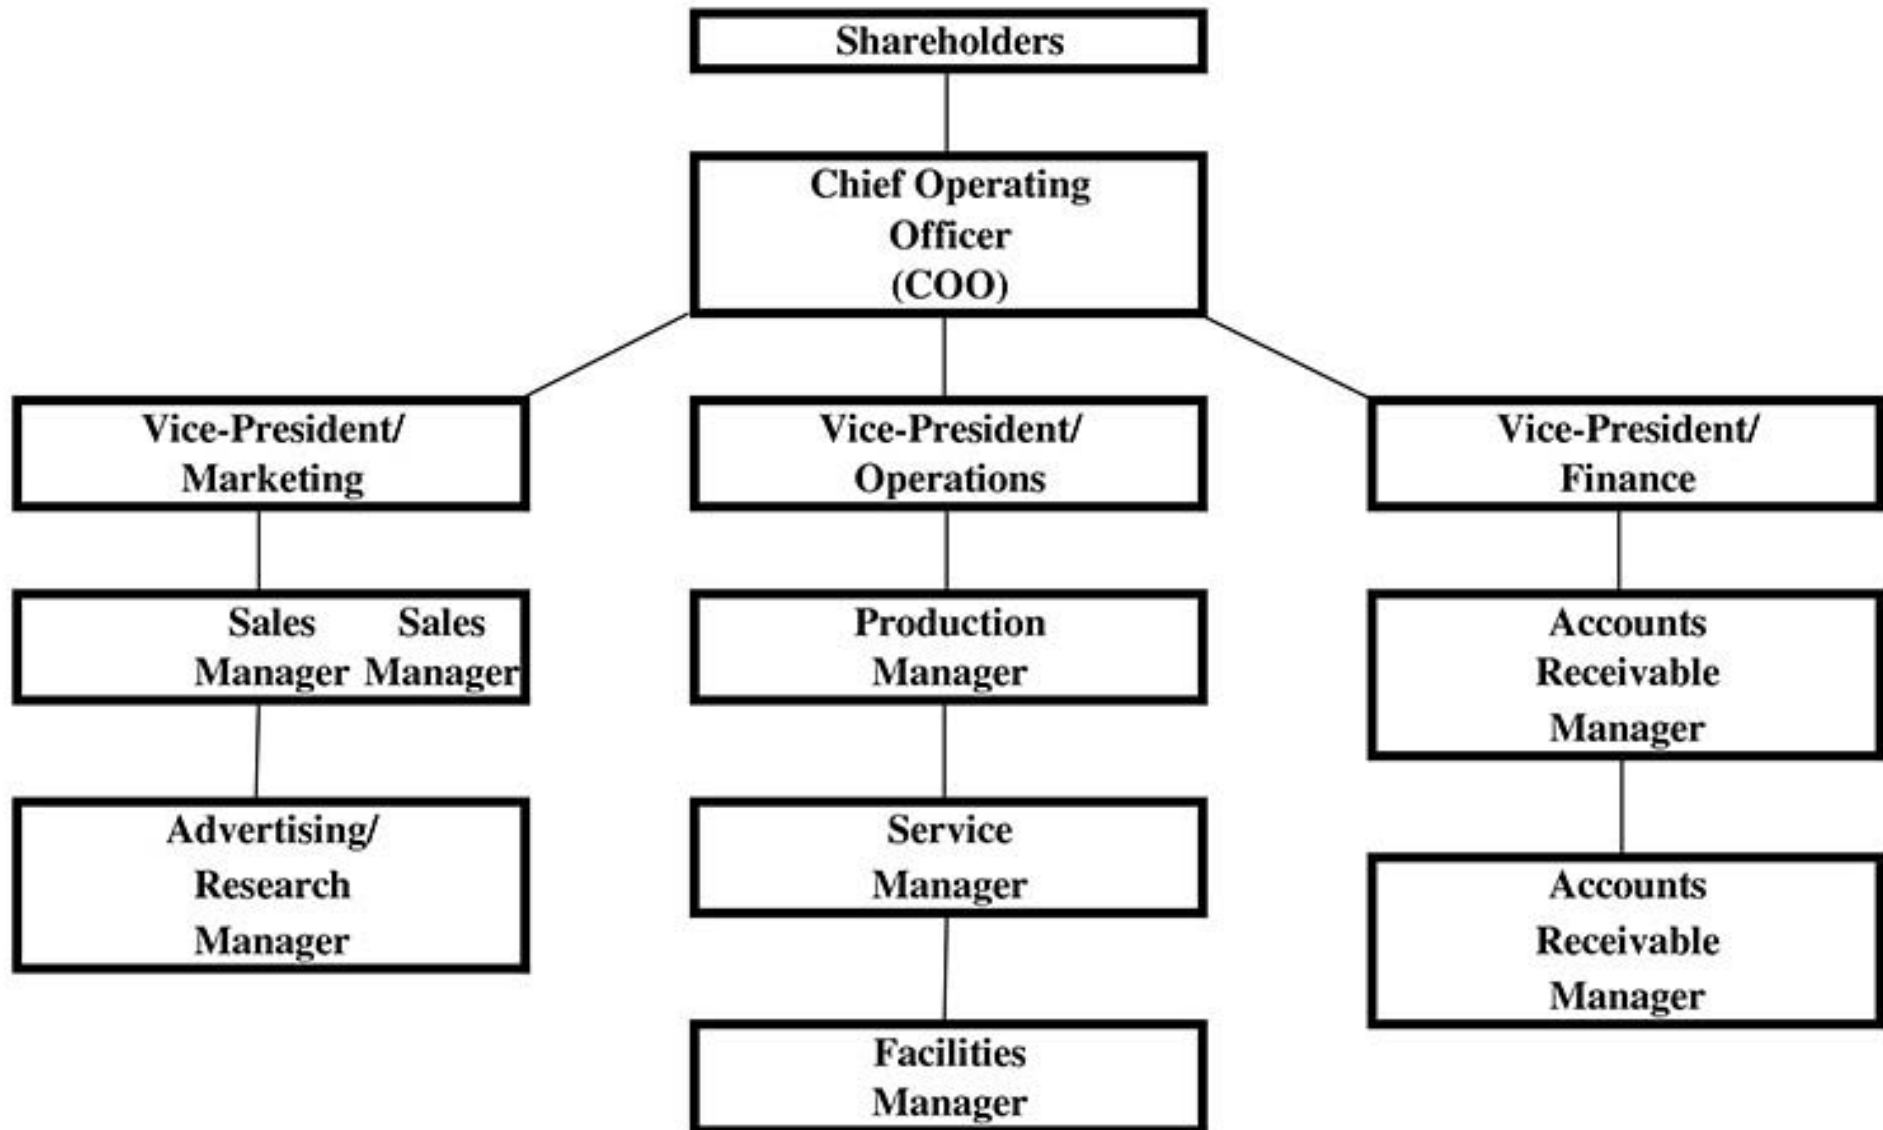 Shareholders
Chief Operating
Officer
(COO)
Vice-President/
Marketing
Vice-President/
Operations
Vice-President/
Finance
Sales Sales
Manager Manager
Production
Manager
Accounts
Receivable
Manager
Advertising/
Research
Manager
Service
Manager
Accounts
Receivable
Manager
Facilities
Manager